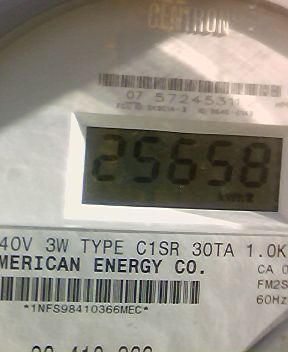 CENTRON
07 57245311
25658
kWh
40V 3W TYPE C1SR 30TA 1.0K
MERICAN ENERGY CO.
CA 0
FM2S
60Hz
*1NFS98410366MEC*